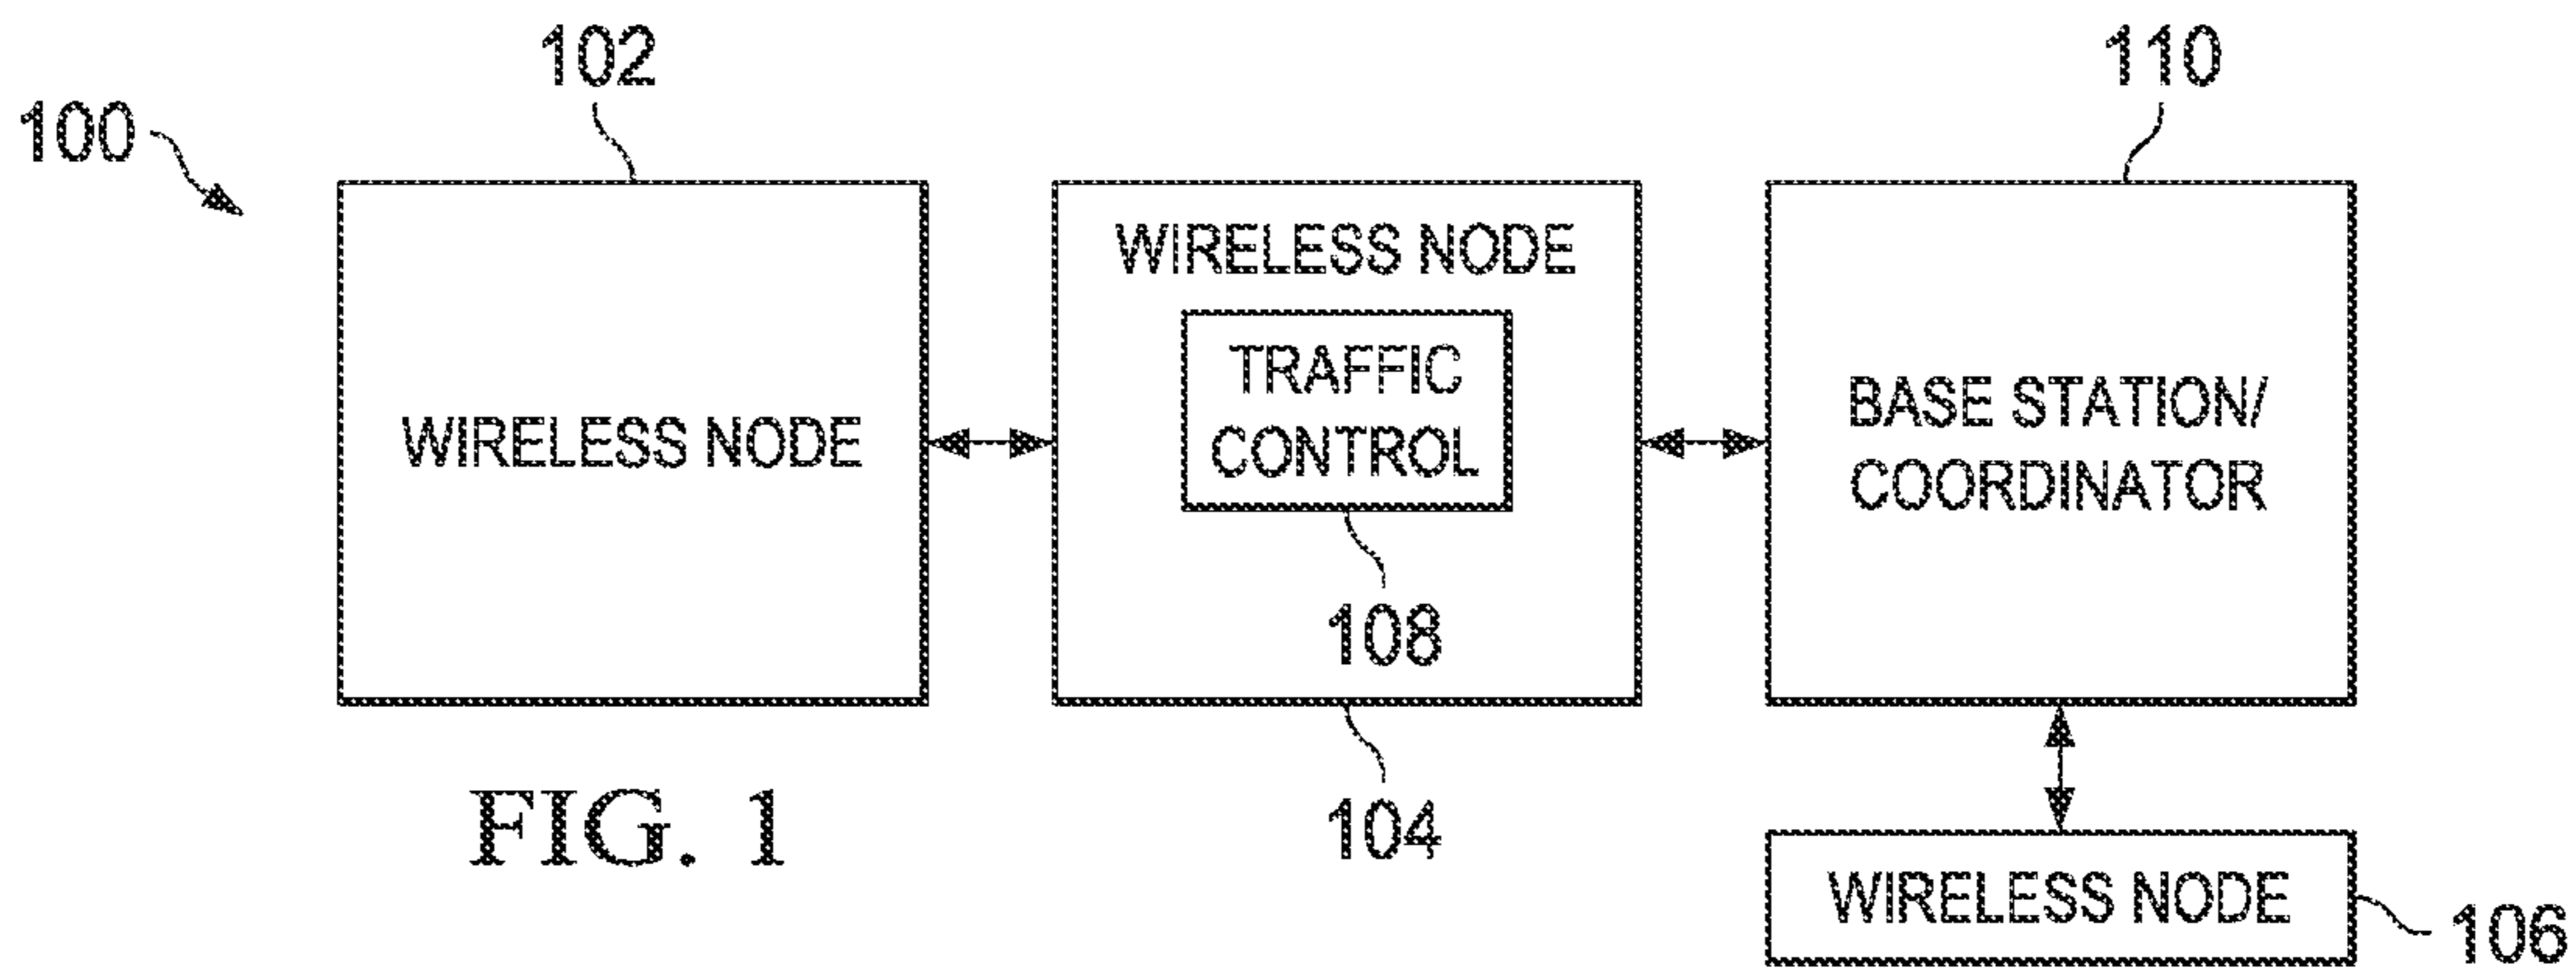 102
110
100
WIRELESS NODE
WIRELESS NODE
TRAFFIC
CONTROL
108
104
BASE STATION/
COORDINATOR
WIRELESS NODE
106
FIG. 1